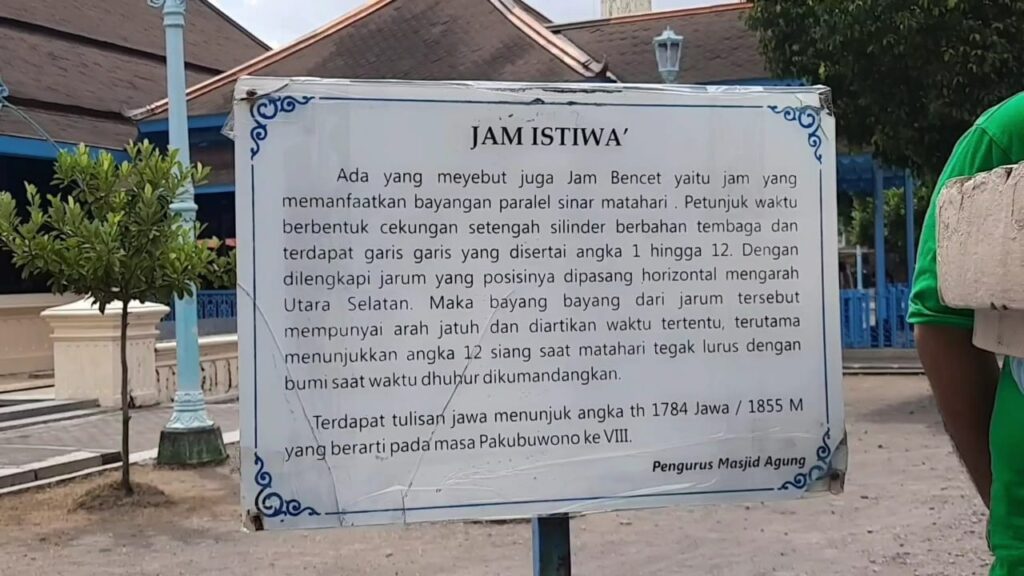 JAM ISTIWA'
Ada yang meyebut juga Jam Bencet yaitu jam yang
memanfaatkan bayangan paralel sinar matahari . Petunjuk waktu
berbentuk cekungan setengah silinder berbahan tembaga dan
terdapat garis garis yang disertai angka 1 hingga 12. Dengan
dilengkapi jarum yang posisinya dipasang horizontal mengarah
Utara Selatan. Maka bayang bayang dari jarum tersebut
mempunyai arah jatuh dan diartikan waktu tertentu, terutama
menunjukkan angka 12 siang saat matahari tegak lurus dengan
bumi saat waktu dhuhur dikumandangkan.
Terdapat tulisan jawa menunjuk angka th 1784 Jawa / 1855 M
yang berarti pada masa Pakubuwono ke VIII.
Pengurus Masjid Agung